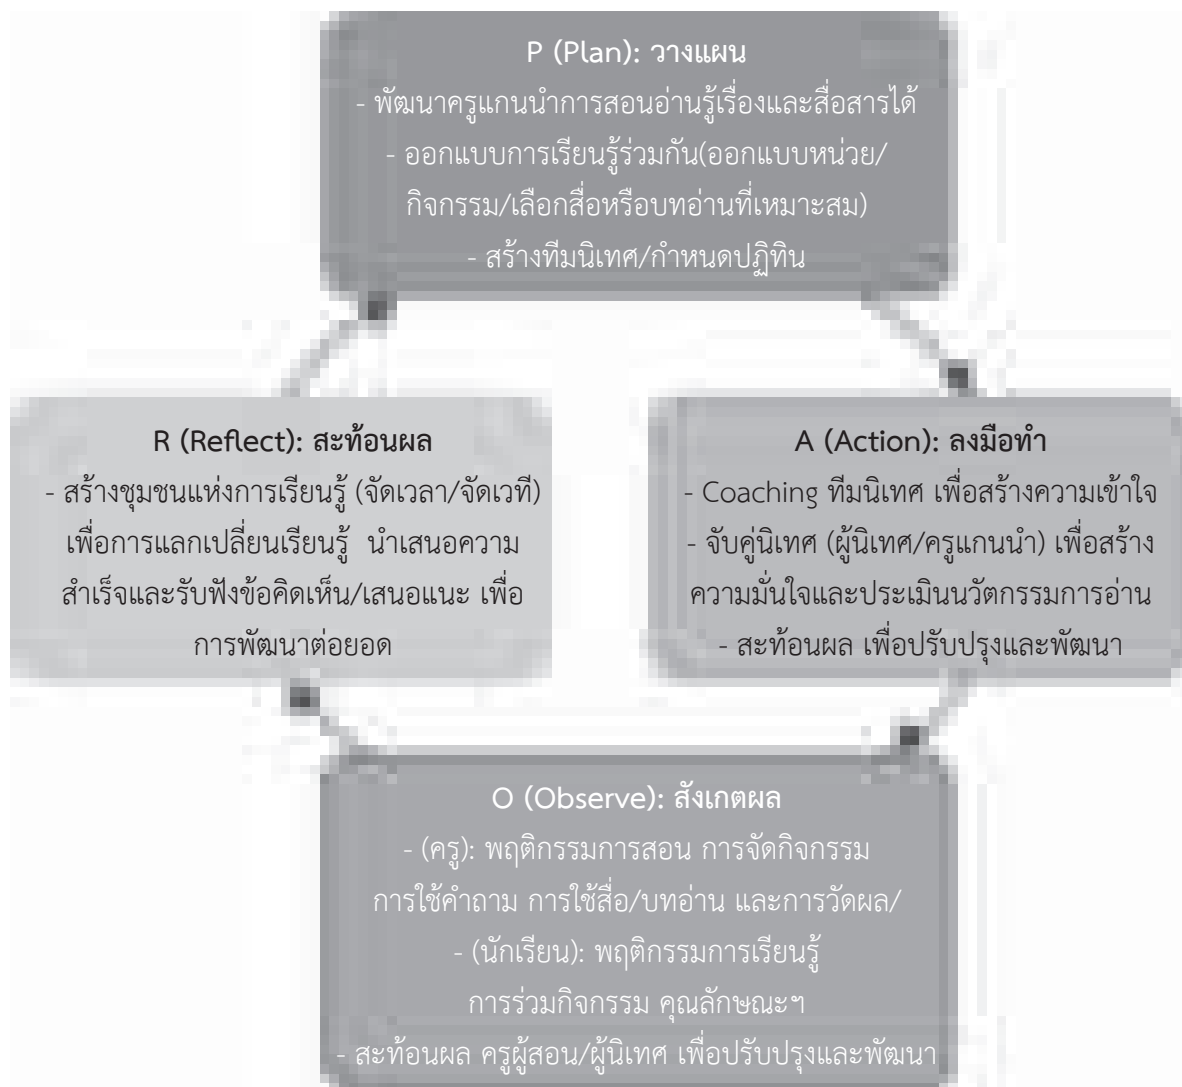 P (Plan): วางแผน
- พัฒนาครูแกนนำการสอนอ่านรู้เรื่องและสื่อสารได้
- ออกแบบการเรียนรู้ร่วมกัน(ออกแบบหน่วย/
กิจกรรม/เลือกสื่อหรือบทอ่านที่เหมาะสม)
- สร้างทีมนิเทศ/กำหนดปฏิทิน
R (Reflect): สะท้อนผล
- สร้างชุมชนแห่งการเรียนรู้ (จัดเวลา/จัดเวที)
เพื่อการแลกเปลี่ยนเรียนรู้ นำเสนอความ
สำเร็จและรับฟังข้อคิดเห็น/เสนอแนะ เพื่อ
การพัฒนาต่อยอด
A (Action): ลงมือทำ
- Coaching ทีมนิเทศ เพื่อสร้างความเข้าใจ
- จับคู่นิเทศ (ผู้นิเทศ/ครูแกนนำ) เพื่อสร้าง
ความมั่นใจและประเมินนวัตกรรมการอ่าน
- สะท้อนผล เพื่อปรับปรุงและพัฒนา
O (Observe): สังเกตผล
- (ครู): พฤติกรรมการสอน การจัดกิจกรรม
การใช้คำถาม การใช้สื่อ/บทอ่าน และการวัดผล/
- (นักเรียน): พฤติกรรมการเรียนรู้
การร่วมกิจกรรม คุณลักษณะฯ
- สะท้อนผล ครูผู้สอน/ผู้นิเทศ เพื่อปรับปรุงและพัฒนา